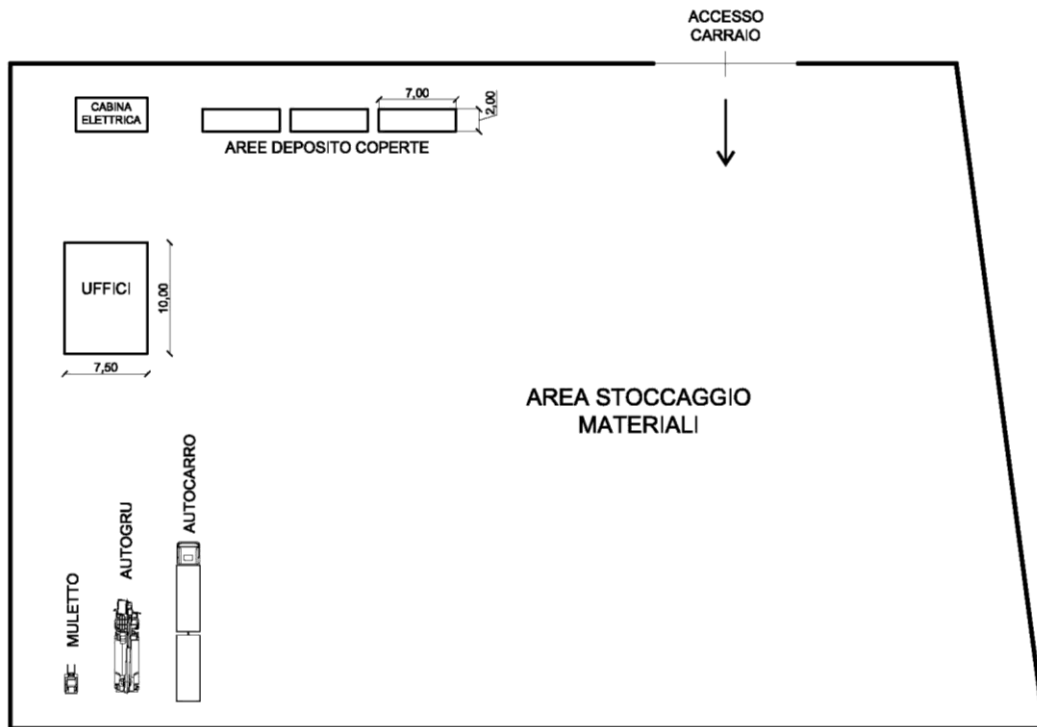 ACCESSO
CARRAIO
CABINA
ELETTRICA
7,00
2,00
AREE DEPOSITO COPERTE
UFFICI
10,00
7,50
AREA STOCCAGGIO
MATERIALI
MULETTO
AUTOGRU
AUTOCARRO